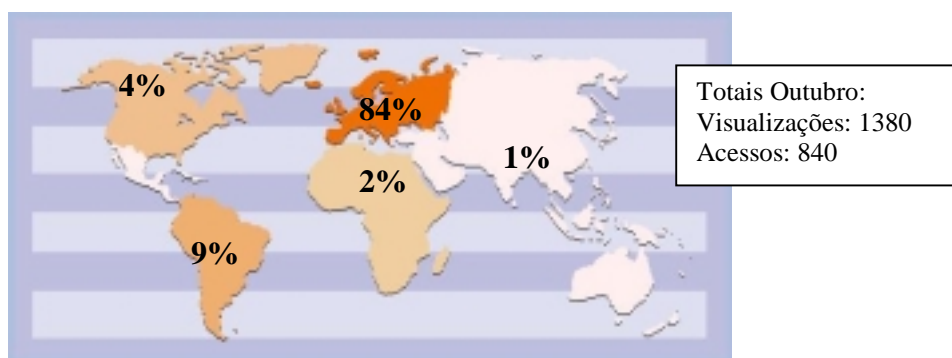 4%
84%
1%
2%
9%
Totais Outubro:
Visualizações: 1380
Acessos: 840